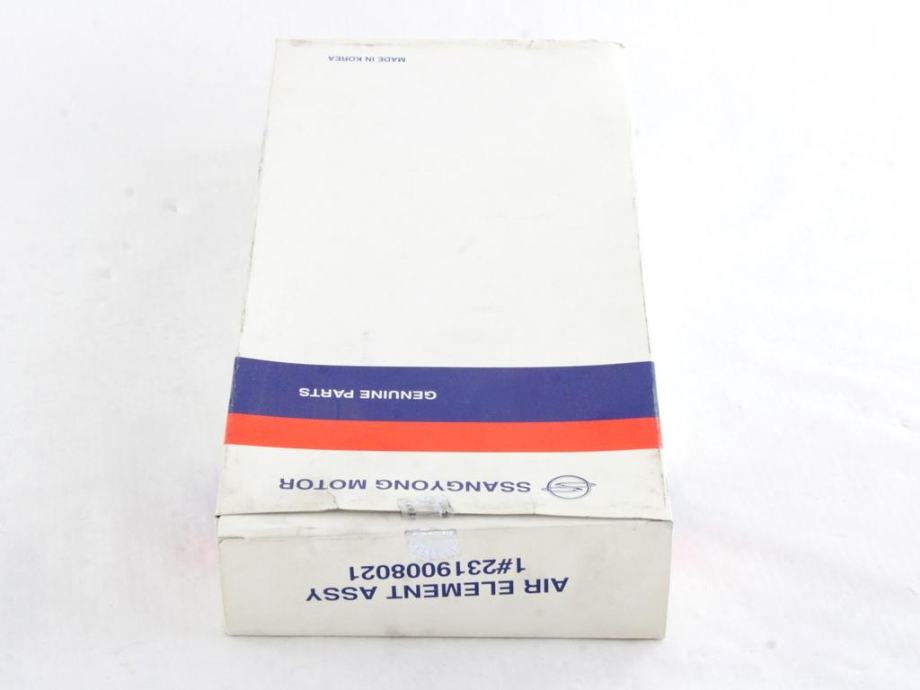 AIR ELEMENT ASSY
1#2319008021
SSANGYONG MOTOR
GENUINE PARTS
MADE IN KOREA